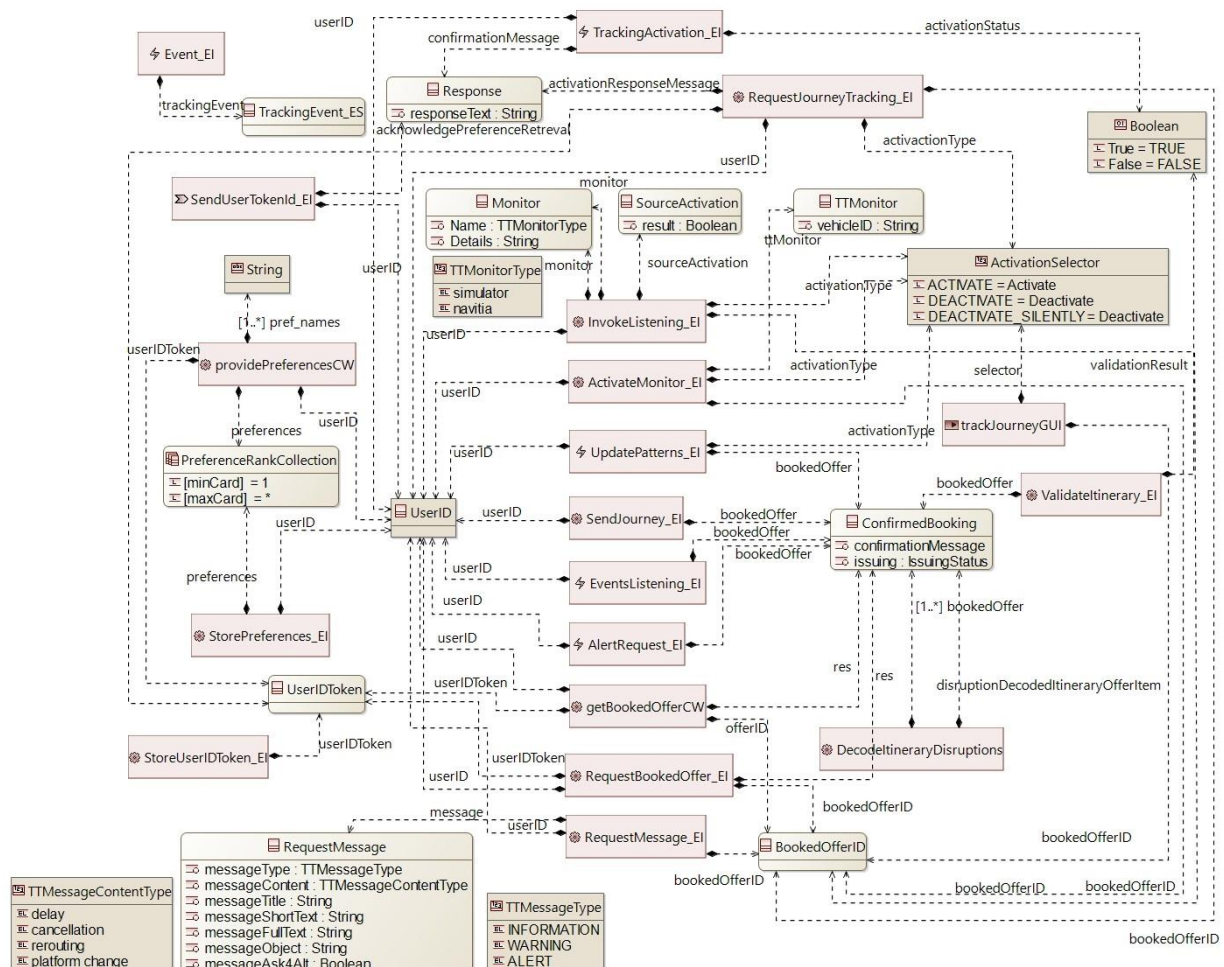 userID
TrackingActivation_EI
activationStatus
confirmationMessage
Event_EI
trackingEvent
TrackingEvent_ES
Response
responseText : String
activationResponseMessage
RequestJourneyTracking_EI
acknowledgePreferenceRetreval
Boolean
True = TRUE
False = FALSE
activactionType
userID
SendUserTokenId_EI
monitor
Monitor
Name : TTMonitorType
Details : String
SourceActivation
result : Boolean
TTMonitor
vehicleID : String
ttMonitor
userID
monitor
sourceActivation
ActivationSelector
ACTIVATE = Activate
DEACTIVATE = Deactivate
DEACTIVATE_SILENTLY = Deactivate
String
TTMonitorType
simulator
navitia
activationType
[1..*] pref_names
InvokeListening_EI
userID
userIDToken
providePreferencesCW
activationType
selector
validationResult
ActivateMonitor_EI
userID
userID
preferences
trackJourneyGUI
activationType
UpdatePatterns_EI
userID
bookedOffer
PreferenceRankCollection
[minCard] = 1
[maxCard] = *
bookedOffer
ValidateItinerary_EI
UserID
userID
userID
SendJourney_EI
bookedOffer
bookedOffer
bookedOffer
ConfirmedBooking
confirmationMessage
issuing : IssuingStatus
userID
EventsListening_EI
preferences
userID
[1..*] bookedOffer
StorePreferences_EI
userID
AlertRequest_EI
res
res
userIDToken
disruptionDecodedItineraryOfferItem
UserIDToken
getBookedOfferCW
offerID
StoreUserIDToken_EI
userIDToken
DecodeItineraryDisruptions
userIDToken
userID
RequestBookedOffer_EI
bookedOfferID
message
userID
RequestMessage_EI
bookedOfferID
BookedOfferID
bookedOfferID
bookedOfferID
bookedOfferID
bookedOfferID
RequestMessage
messageType : TTMessageType
messageContent : TTMessageContentType
messageTitle : String
messageShortText : String
messageFullText : String
messageObject : String
messageAsk4Alt : Boolean
TTMessageContentType
delay
cancellation
rerouting
platform change
TTMessageType
INFORMATION
WARNING
ALERT